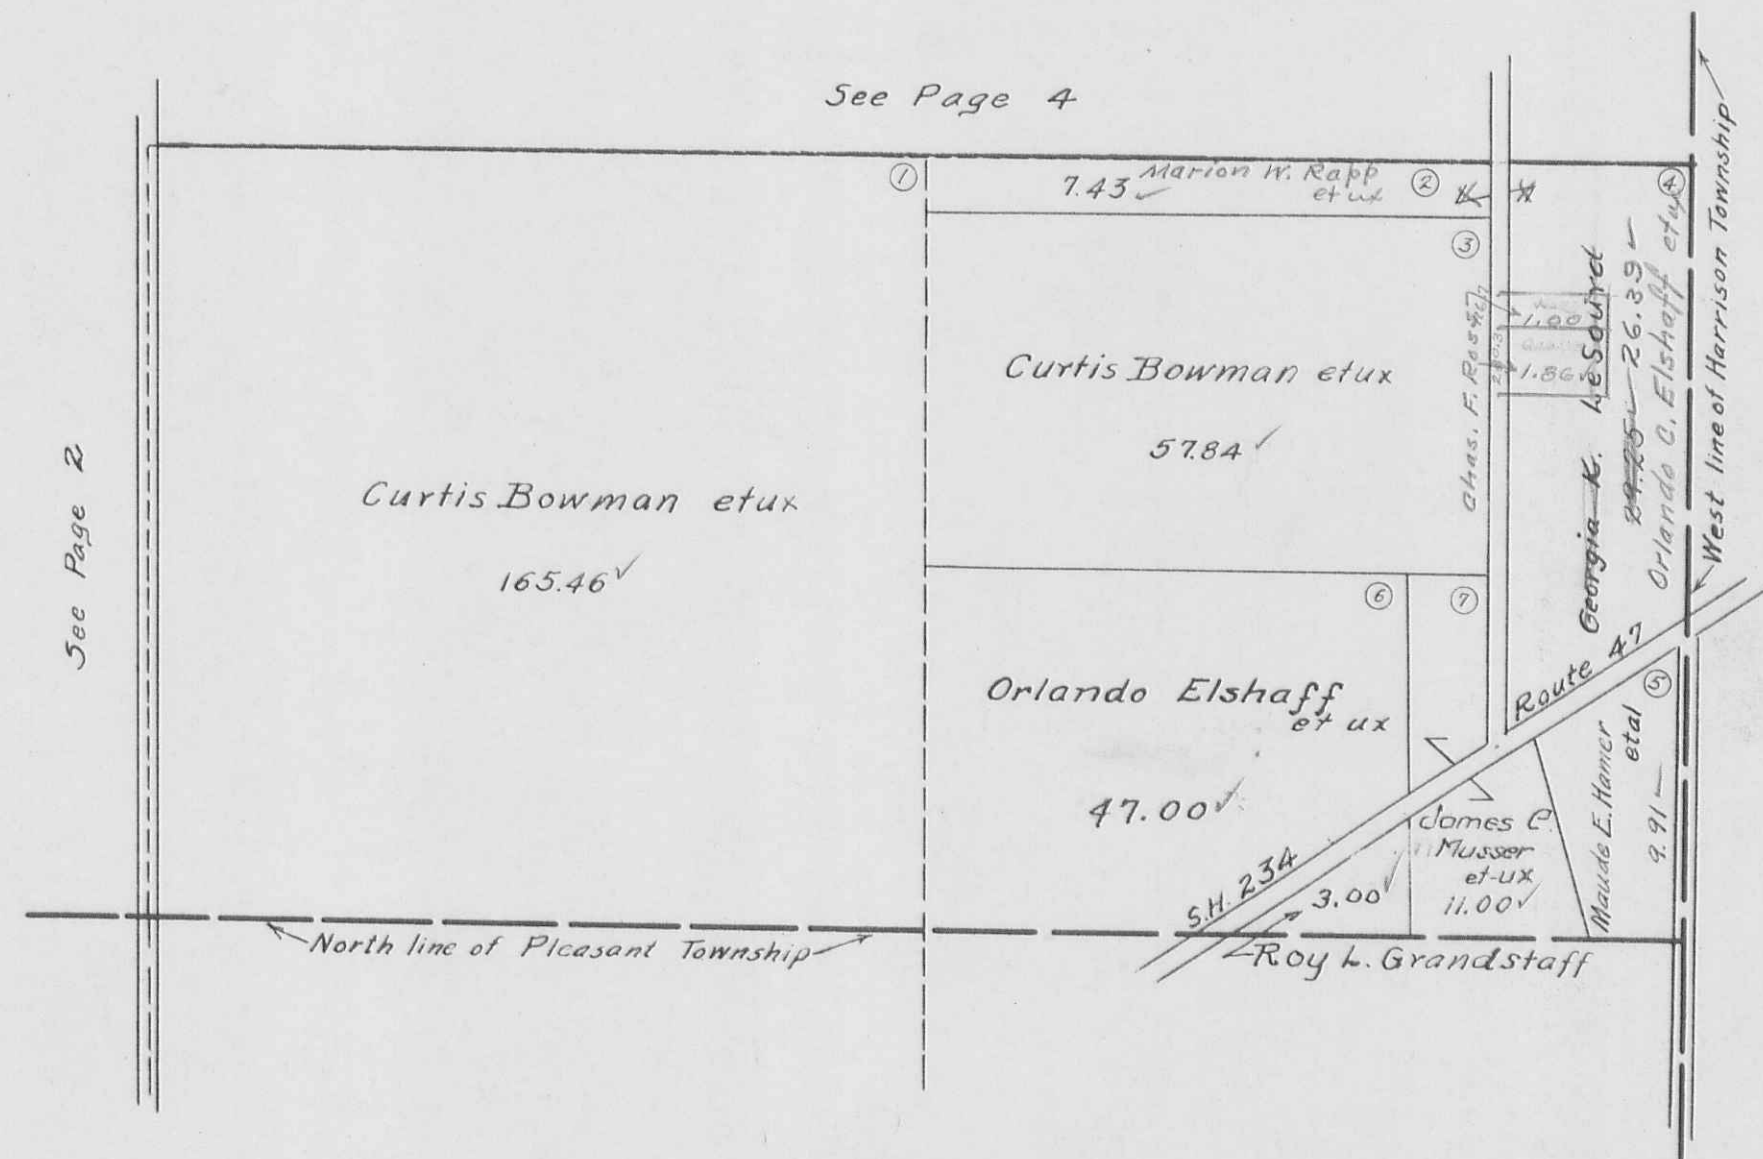 See Page 4
①
7.43 Marion W. Rapp
et ux
②
③
④
See Page 2
Curtis Bowman etux
165.46
Curtis Bowman etux
57.84
Chas. F.
1.00
1.86
Georgia K. LeSourd
29.25 26.39
Orlando C. Elshaff etux
West line of Harrison Township
⑥
⑦
Orlando Elshaff
et ux
47.00
Route 47
⑤
Maude E. Hamer
etal
9.91
James C.
Musser
et-ux
11.00
S.H. 234
3.00
Roy L. Grandstaff
North line of Pleasant Township